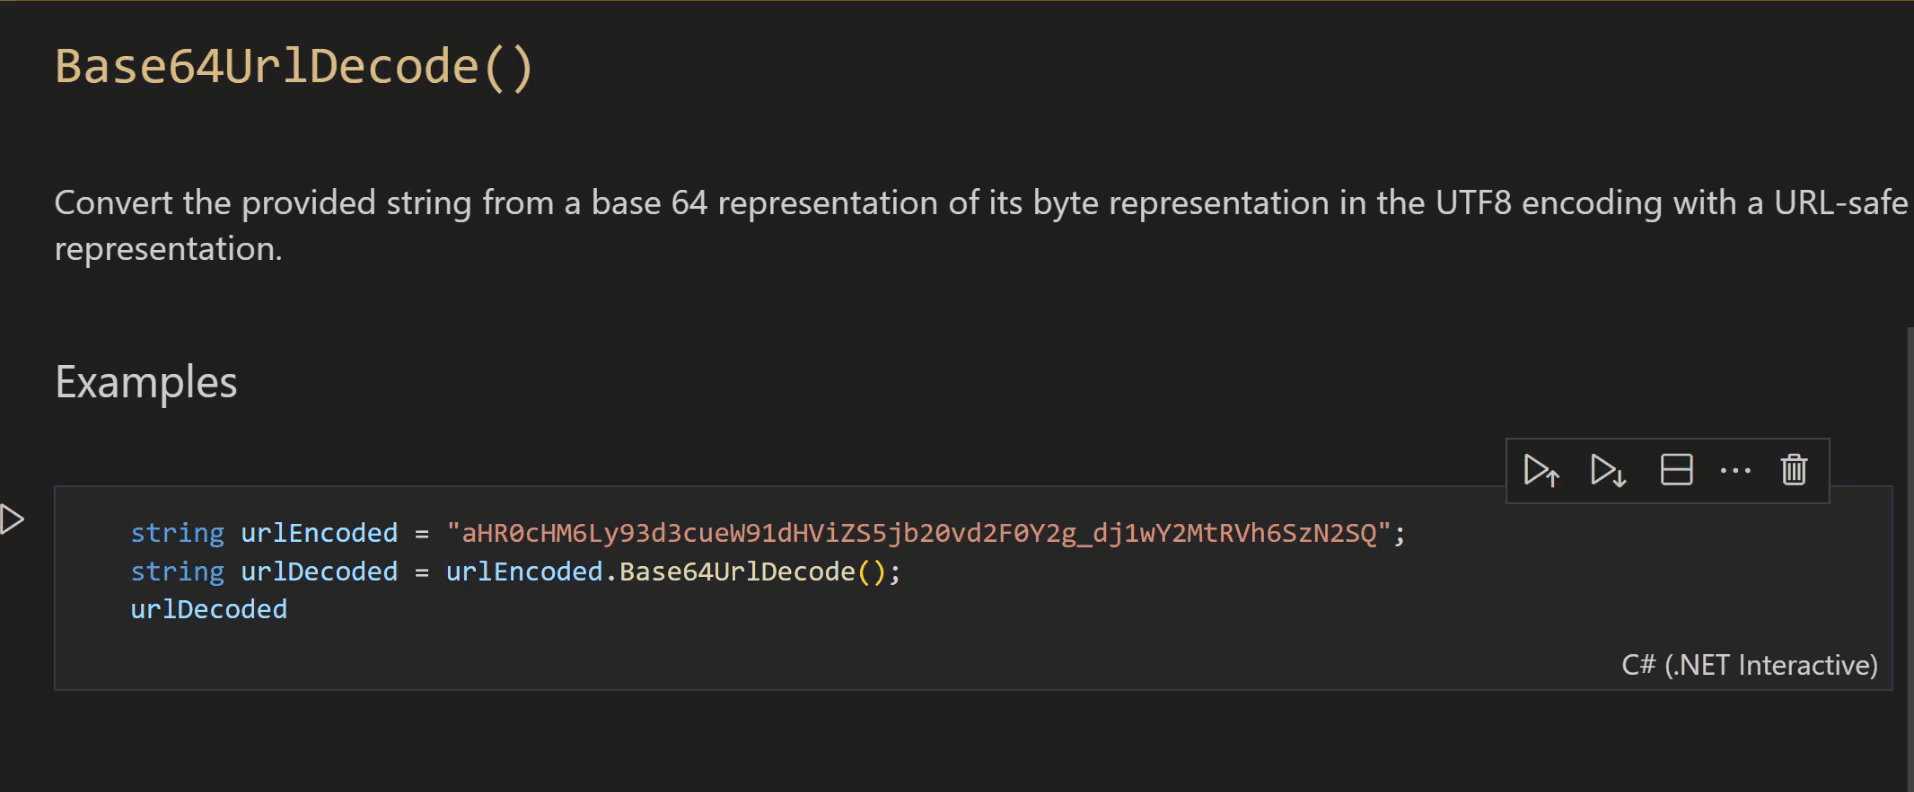 Base64UrlDecode()
Convert the provided string from a base 64 representation of its byte representation in the UTF8 encoding with a URL-safe
representation.
Examples
string urlEncoded = "aHR0cHM6Ly93d3cueW91dHViZS5jb20vd2F0Y2g_dj1wY2MtRVh6SzN2SQ";
string urlDecoded = urlEncoded.Base64UrlDecode();
urlDecoded
C# (.NET Interactive)